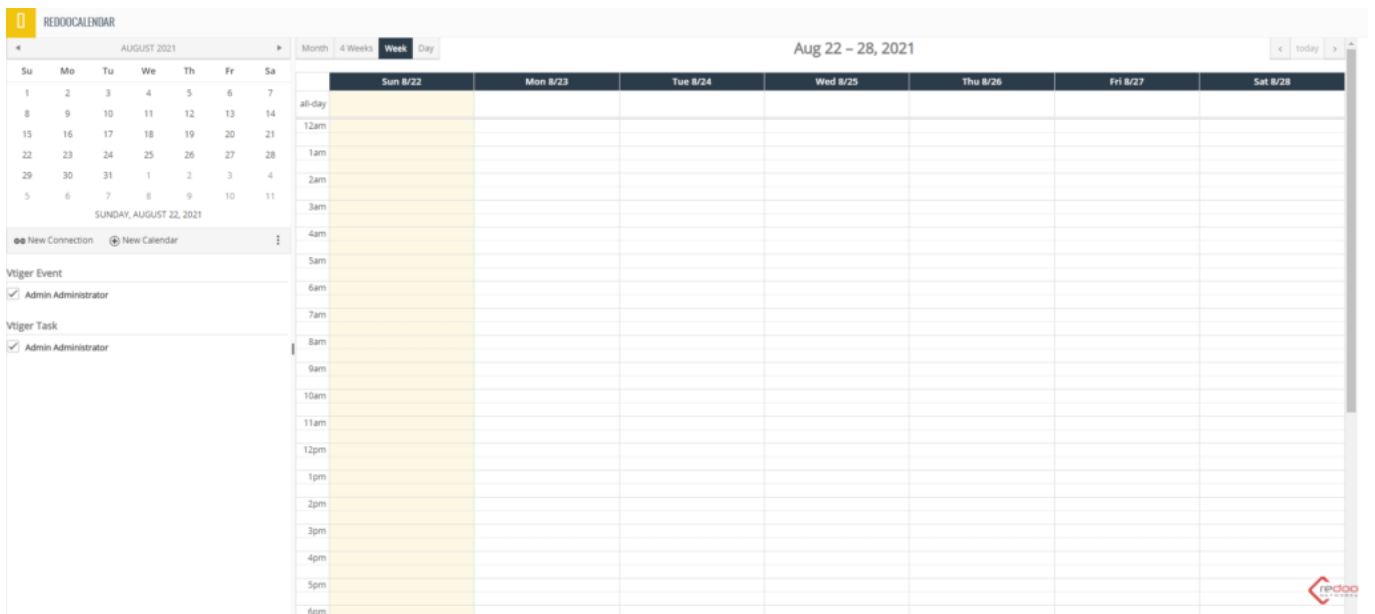 REDOOCALENDAR
AUGUST 2021
Su Mo Tu We Th Fr Sa
1 2 3 4 5 6 7
8 9 10 11 12 13 14
15 16 17 18 19 20 21
22 23 24 25 26 27 28
29 30 31 1 2 3 4
5 6 7 8 9 10 11
SUNDAY, AUGUST 22, 2021
New Connection New Calendar
Vtiger Event
Admin Administrator
Vtiger Task
Admin Administrator
Month 4 Weeks Week Day
Aug 22 – 28, 2021
today
Sun 8/22 Mon 8/23 Tue 8/24 Wed 8/25 Thu 8/26 Fri 8/27 Sat 8/28
all-day
12am
1am
2am
3am
4am
5am
6am
7am
8am
9am
10am
11am
12pm
1pm
2pm
3pm
4pm
5pm
6pm
redoo
NETWORKS